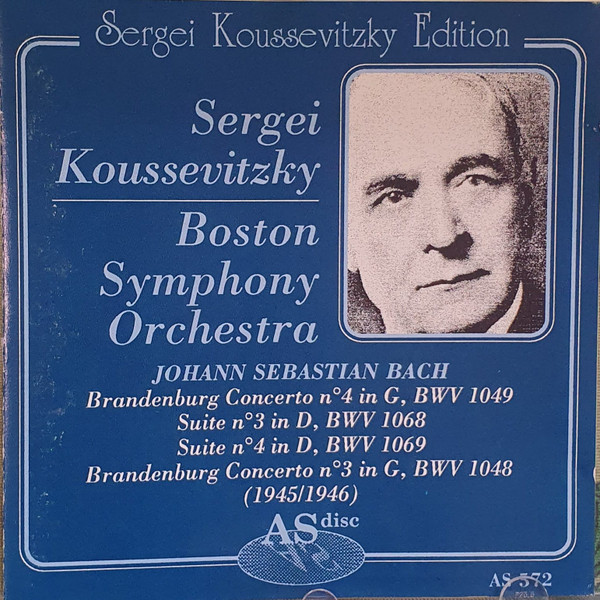 Sergei Koussevitzky Edition
Sergei
Koussevitzky
Boston
Symphony
Orchestra
JOHANN SEBASTIAN BACH
Brandenburg Concerto n°4 in G, BWV 1049
Suite n°3 in D, BWV 1068
Suite n°4 in D, BWV 1069
Brandenburg Concerto n°3 in G, BWV 1048
(1945/1946)
AS disc
AS
AS 572